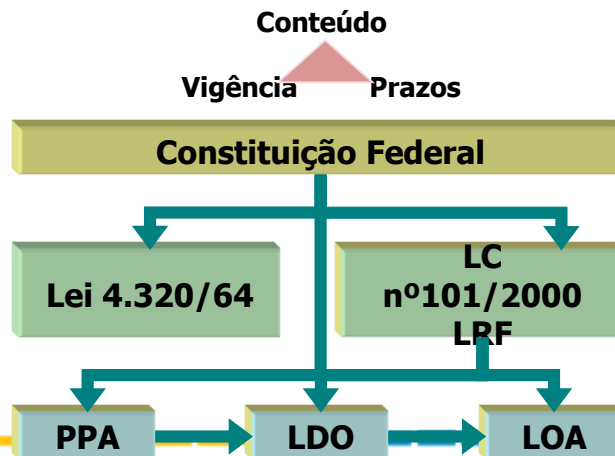 Conteúdo
Vigência Prazos
Constituição Federal
Lei 4.320/64
LC
nº101/2000
LRF
PPA LDO LOA